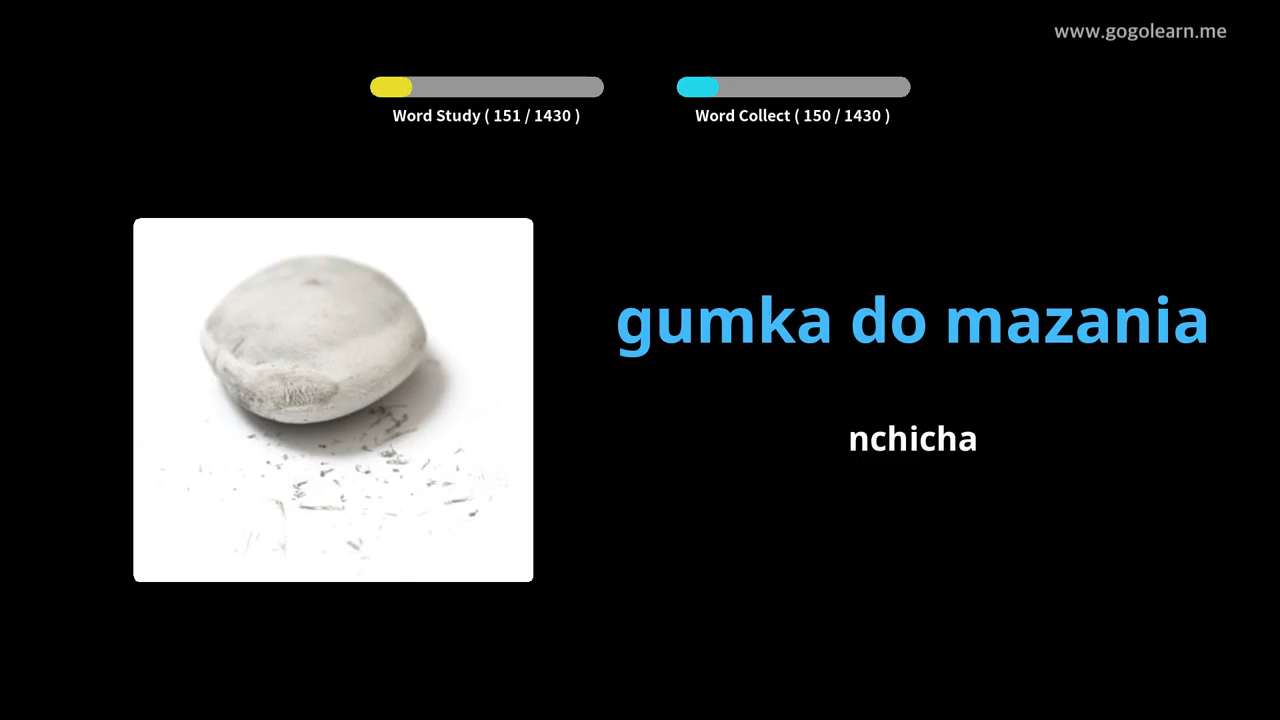 www.gogolearn.me
Word Study ( 151 / 1430 )
Word Collect ( 150 / 1430 )
gumka do mazania
nchicha